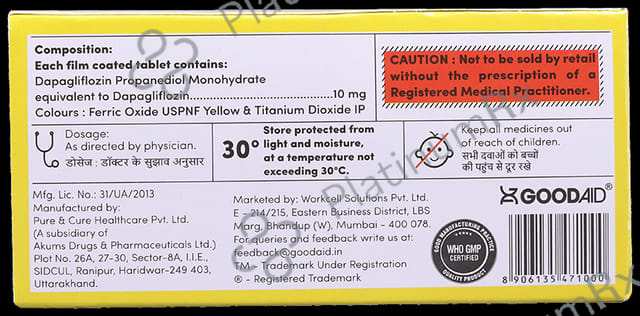 Composition:
Each film coated tablet contains:
Dapagliflozin Propanediol Monohydrate
equivalent to Dapagliflozin....................................10 mg
Colours : Ferric Oxide USPNF Yellow & Titanium Dioxide IP
CAUTION : Not to be sold by retail
without the prescription of a
Registered Medical Practitioner.
Dosage:
As directed by physician.
डोसेज : डॉक्टर के सुझाव अनुसार
30°
Store protected from
light and moisture,
at a temperature not
exceeding 30°C.
Keep all medicines out
of reach of children.
सभी दवाओं को बच्चों
की पहुंच से दूर रखे
Mfg. Lic. No.: 31/UA/2013
Manufactured by:
Pure & Cure Healthcare Pvt. Ltd.
(A subsidiary of
Akums Drugs & Pharmaceuticals Ltd.)
Plot No. 26A, 27-30, Sector-8A, I.I.E.,
SIDCUL, Ranipur, Haridwar-249 403,
Uttarakhand.
Marketed by: Workcell Solutions Pvt. Ltd.
E - 214/215, Eastern Business District, LBS
Marg, Bhandup (W), Mumbai - 400 078.
For queries and feedback write us at:
feedback@goodaid.in
TM - Trademark Under Registration
® - Registered Trademark
GOODAID®
GOOD MANUFACTURING PRACTICE
WHO GMP
CERTIFIED
QUALITY PRODUCT
8 906135 471000
PlatinumRx
PlatinumRx